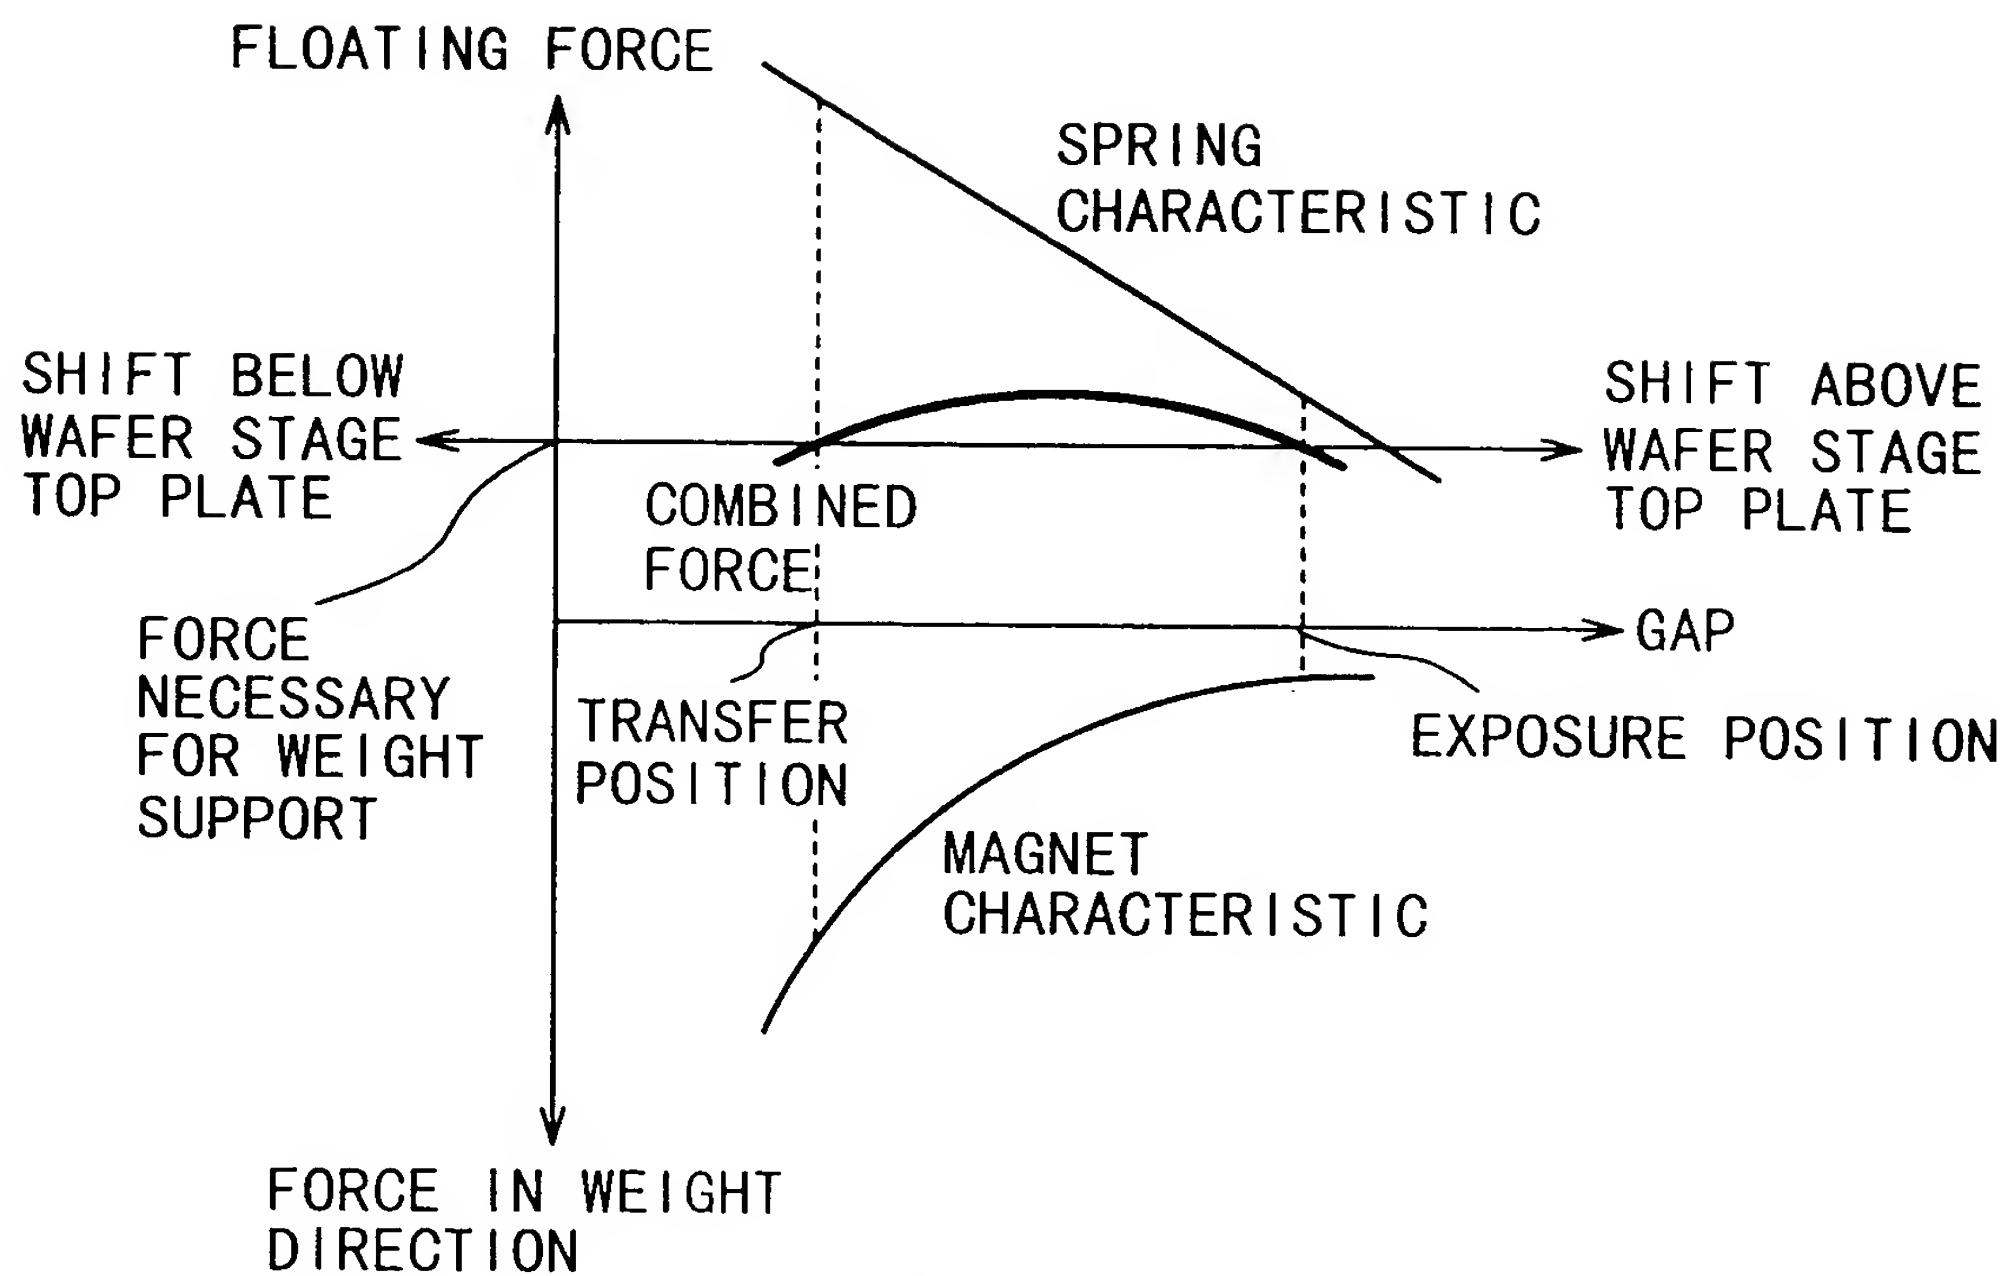 FLOATING FORCE
SPRING
CHARACTERISTIC
SHIFT BELOW
WAFER STAGE
TOP PLATE
SHIFT ABOVE
WAFER STAGE
TOP PLATE
COMBINED
FORCE
GAP
FORCE
NECESSARY
FOR WEIGHT
SUPPORT
TRANSFER
POSITION
EXPOSURE POSITION
MAGNET
CHARACTERISTIC
FORCE IN WEIGHT
DIRECTION